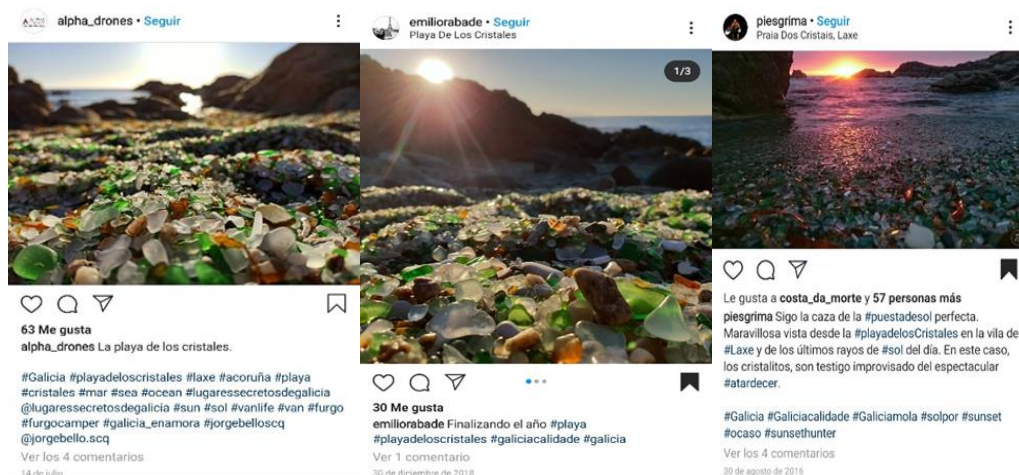 alpha_drones • Seguir
63 Me gusta
alpha_drones La playa de los cristales.
#Galicia #playadeloscristales #laxe #acoruña #playa
#cristales #mar #sea #ocean #lugaressecretosdegalicia
@lugaressecretosdegalicia #sun #sol #vanlife #van #furgo
#furgocamper #galicia_enamora #jorgebelloscq
@jorgebello.scq
Ver los 4 comentarios
14 de julio
emiliorabade • Seguir
Playa De Los Cristales
1/3
30 Me gusta
emiliorabade Finalizando el año #playa
#playadeloscristales #galiciacalidade #galicia
Ver 1 comentario
30 de diciembre de 2018
piesgrima • Seguir
Praia Dos Cristais, Laxe
Le gusta a costa_da_morte y 57 personas más
piesgrima Sigo la caza de la #puestadesol perfecta.
Maravillosa vista desde la #playadelosCristales en la vila de
#Laxe y de los últimos rayos de #sol del día. En este caso,
los cristalitos, son testigo improvisado del espectacular
#atardecer.
#Galicia #Galiciacalidade #Galiciamola #solpor #sunset
#ocaso #sunsethunter
Ver los 4 comentarios
30 de agosto de 2016